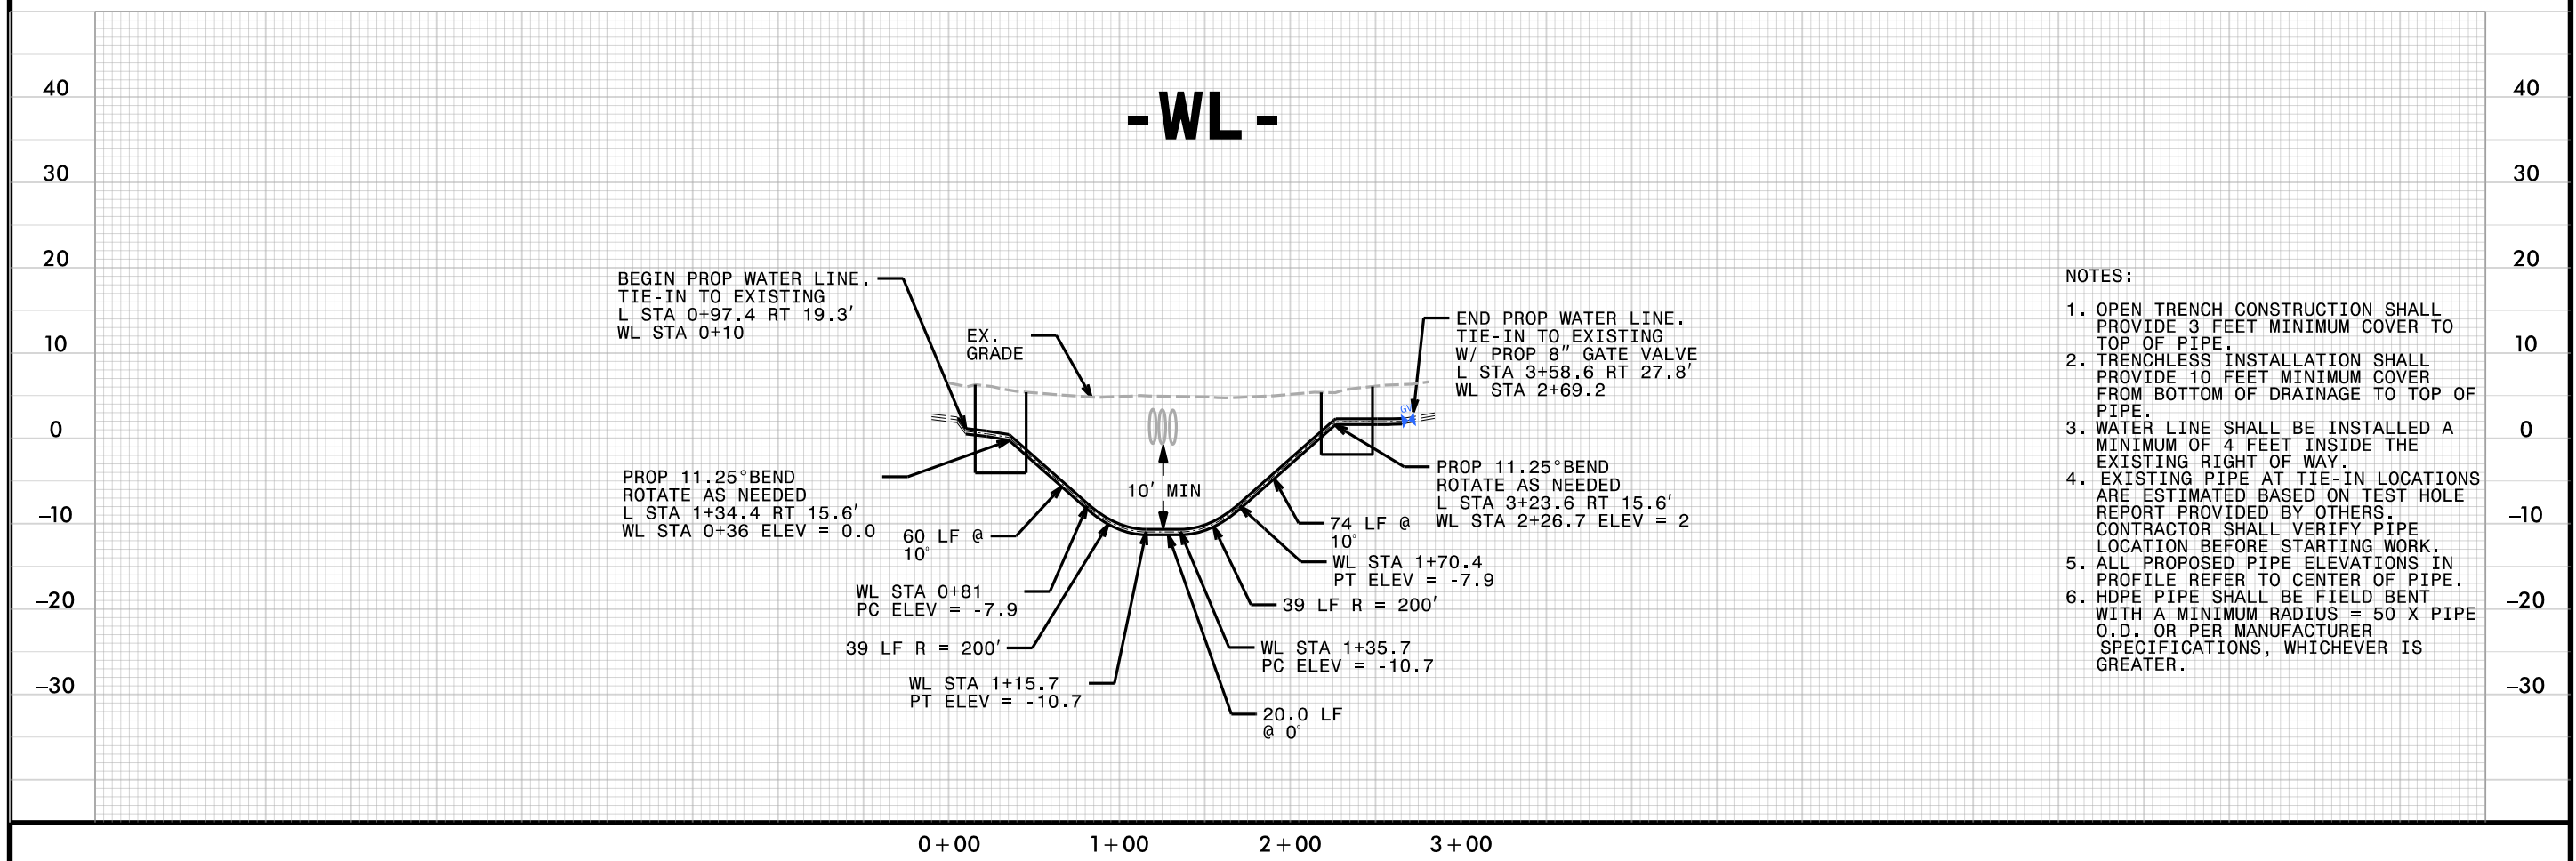 40
30
20
10
0
–10
–20
–30
-WL-
BEGIN PROP WATER LINE.
TIE-IN TO EXISTING
L STA 0+97.4 RT 19.3'
WL STA 0+10
EX.
GRADE
END PROP WATER LINE.
TIE-IN TO EXISTING
W/ PROP 8" GATE VALVE
L STA 3+58.6 RT 27.8'
WL STA 2+69.2
GV
PROP 11.25°BEND
ROTATE AS NEEDED
L STA 1+34.4 RT 15.6'
WL STA 0+36 ELEV = 0.0
10' MIN
PROP 11.25°BEND
ROTATE AS NEEDED
L STA 3+23.6 RT 15.6'
WL STA 2+26.7 ELEV = 2
60 LF @
10°
74 LF @
10°
WL STA 0+81
PC ELEV = -7.9
WL STA 1+70.4
PT ELEV = -7.9
39 LF R = 200'
39 LF R = 200'
WL STA 1+35.7
PC ELEV = -10.7
WL STA 1+15.7
PT ELEV = -10.7
20.0 LF
@ 0°
NOTES:
1. OPEN TRENCH CONSTRUCTION SHALL
PROVIDE 3 FEET MINIMUM COVER TO
TOP OF PIPE.
2. TRENCHLESS INSTALLATION SHALL
PROVIDE 10 FEET MINIMUM COVER
FROM BOTTOM OF DRAINAGE TO TOP OF
PIPE.
3. WATER LINE SHALL BE INSTALLED A
MINIMUM OF 4 FEET INSIDE THE
EXISTING RIGHT OF WAY.
4. EXISTING PIPE AT TIE-IN LOCATIONS
ARE ESTIMATED BASED ON TEST HOLE
REPORT PROVIDED BY OTHERS.
CONTRACTOR SHALL VERIFY PIPE
LOCATION BEFORE STARTING WORK.
5. ALL PROPOSED PIPE ELEVATIONS IN
PROFILE REFER TO CENTER OF PIPE.
6. HDPE PIPE SHALL BE FIELD BENT
WITH A MINIMUM RADIUS = 50 X PIPE
O.D. OR PER MANUFACTURER
SPECIFICATIONS, WHICHEVER IS
GREATER.
40
30
20
10
0
–10
–20
–30
0+00
1+00
2+00
3+00